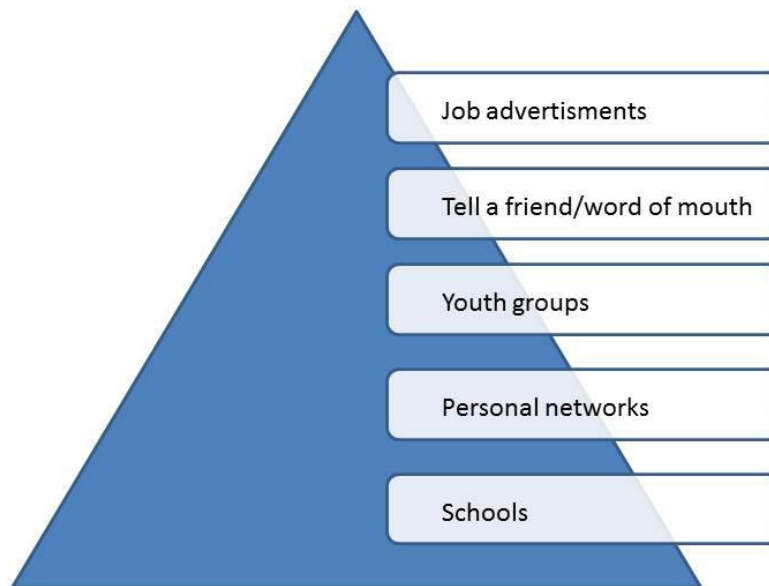 Job advertisments
Tell a friend/word of mouth
Youth groups
Personal networks
Schools